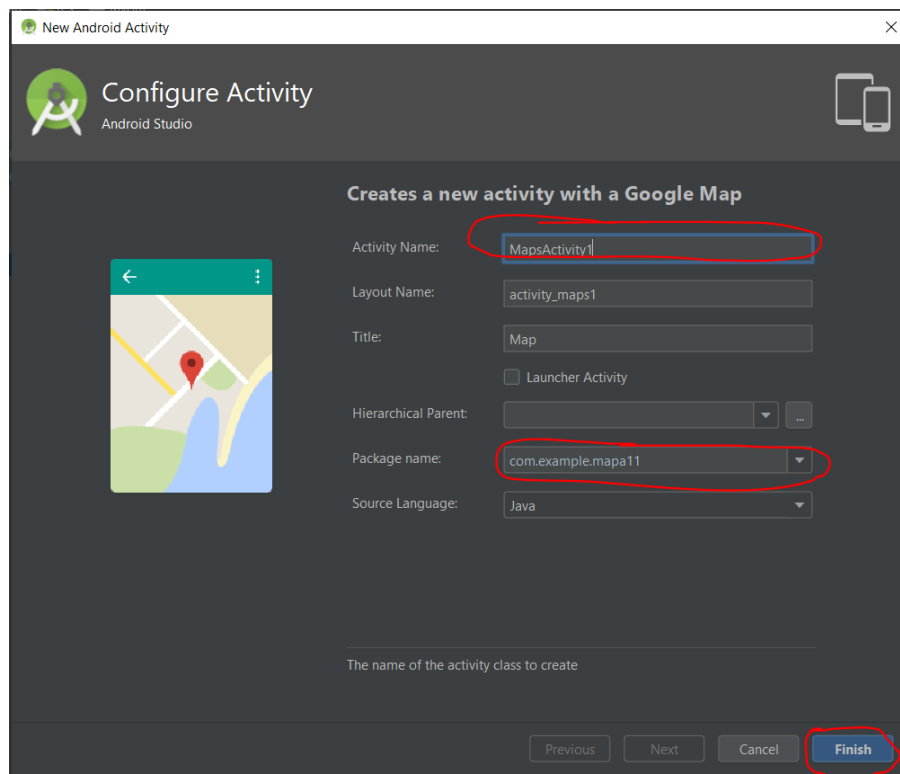 New Android Activity
Configure Activity
Android Studio
Creates a new activity with a Google Map
Activity Name: MapsActivity1
Layout Name: activity_maps1
Title: Map
Launcher Activity
Hierarchical Parent: ...
Package name: com.example.mapa11
Source Language: Java
The name of the activity class to create
Previous Next Cancel Finish